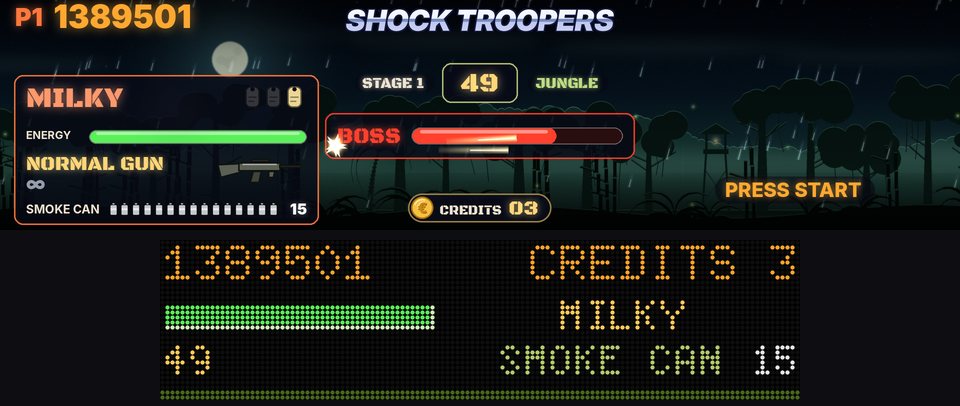 P1 1389501
SHOCK TROOPERS
MILKY
ENERGY
NORMAL GUN
∞
SMOKE CAN 15
STAGE 1 49 JUNGLE
BOSS
€ CREDITS 03
PRESS START
1389501 CREDITS 3
MILKY
49 SMOKE CAN 15